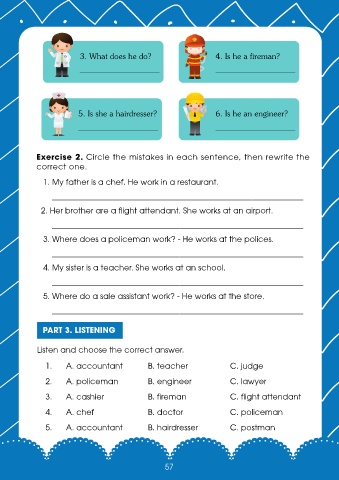 3. What does he do?
4. Is he a fireman?
5. Is she a hairdresser?
6. Is he an engineer?
Exercise 2. Circle the mistakes in each sentence, then rewrite the
correct one.
1. My father is a chef. He work in a restaurant.
2. Her brother are a flight attendant. She works at an airport.
3. Where does a policeman work? - He works at the polices.
4. My sister is a teacher. She works at an school.
5. Where do a sale assistant work? - He works at the store.
PART 3. LISTENING
Listen and choose the correct answer.
1. A. accountant B. teacher C. judge
2. A. policeman B. engineer C. lawyer
3. A. cashier B. fireman C. flight attendant
4. A. chef B. doctor C. policeman
5. A. accountant B. hairdresser C. postman
57